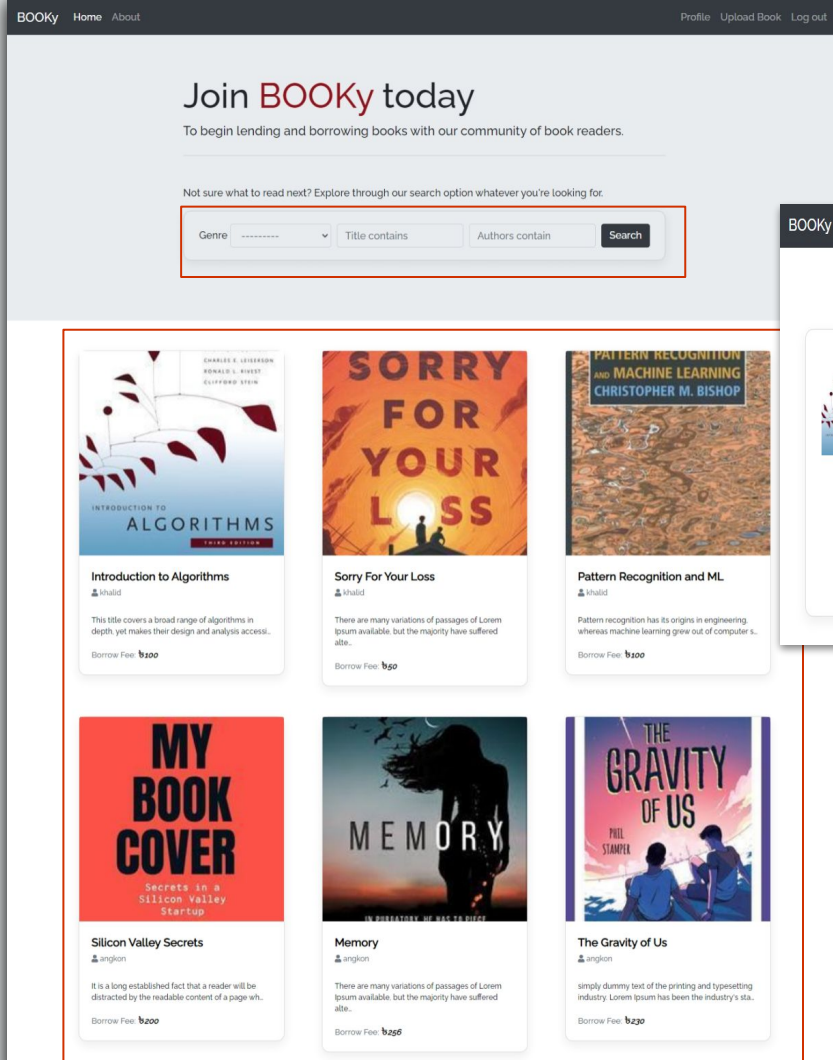 BOOKy Home About Profile Upload Book Log out
Join BOOKy today
To begin lending and borrowing books with our community of book readers.
Not sure what to read next? Explore through our search option whatever you're looking for.
Genre --------- Title contains Authors contain Search
BOOKy
CHARLES E. LEISERSON
RONALD L. RIVEST
CLIFFORD STEIN
INTRODUCTION TO
ALGORITHMS
THIRD EDITION
Introduction to Algorithms
khalid
This title covers a broad range of algorithms in
depth, yet makes their design and analysis accessi…
Borrow Fee: ৳100
SORRY
FOR
YOUR
LOSS
Sorry For Your Loss
khalid
There are many variations of passages of Lorem
Ipsum available, but the majority have suffered
alte…
Borrow Fee: ৳50
PATTERN RECOGNITION
AND MACHINE LEARNING
CHRISTOPHER M. BISHOP
Pattern Recognition and ML
khalid
Pattern recognition has its origins in engineering,
whereas machine learning grew out of computer s…
Borrow Fee: ৳100
MY
BOOK
COVER
Secrets in a
Silicon Valley
Startup
Silicon Valley Secrets
angkon
It is a long established fact that a reader will be
distracted by the readable content of a page wh…
Borrow Fee: ৳200
MEMORY
IN PURGATORY, HE HAS TO PIECE
Memory
angkon
There are many variations of passages of Lorem
Ipsum available, but the majority have suffered
alte…
Borrow Fee: ৳256
THE
GRAVITY
OF US
PHIL
STAMPER
The Gravity of Us
angkon
simply dummy text of the printing and typesetting
industry. Lorem Ipsum has been the industry's sta…
Borrow Fee: ৳230